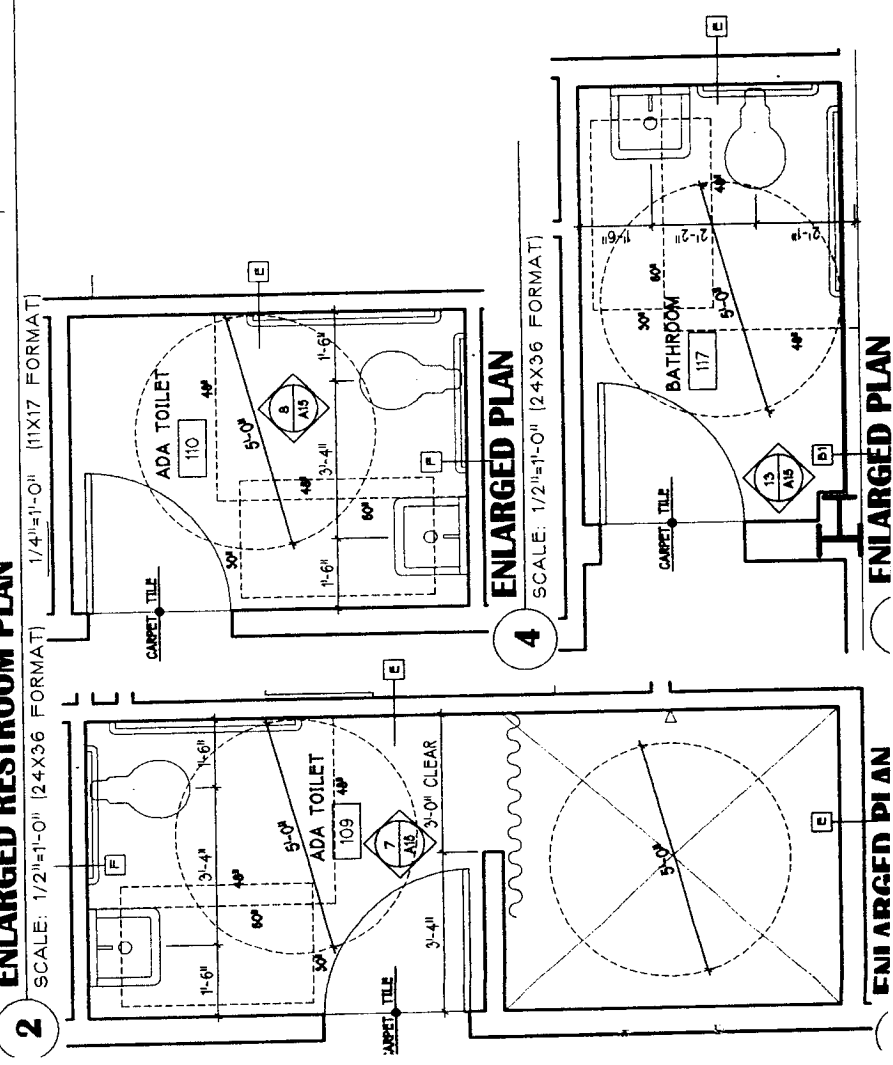 2
ENLARGED RESTROOM PLAN
SCALE: 1/2"=1'-0" (24X36 FORMAT)
1/4"=1'-0" (11X17 FORMAT)
1'-6"
3'-4"
1'-6"
F
30"
60"
48"
48"
5'-0"
ADA TOILET
109
7
A15
E
CARPET
TILE
3'-4"
3'-0" CLEAR
5'-0"
E
ENLARGED PLAN
CARPET
TILE
ADA TOILET
110
48"
5'-0"
8
A15
E
30"
60"
48"
1'-6"
3'-4"
1'-6"
F
4
ENLARGED PLAN
SCALE: 1/2"=1'-0" (24X36 FORMAT)
E
1'-6"
2'-2"
2'-1"
48"
30"
60"
5'-0"
BATHROOM
117
48"
CARPET
TILE
13
A15
B1
ENLARGED PLAN